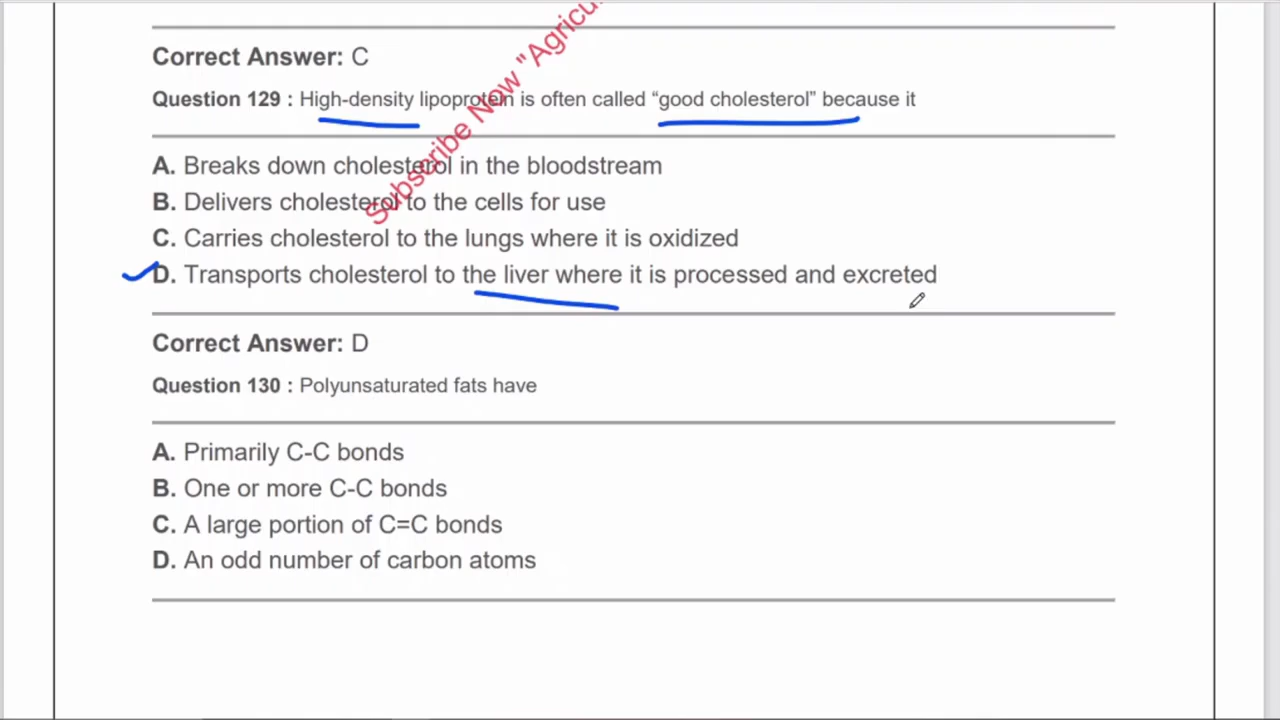 Correct Answer: C
Question 129 : High-density lipoprotein is often called “good cholesterol” because it
A. Breaks down cholesterol in the bloodstream
B. Delivers cholesterol to the cells for use
C. Carries cholesterol to the lungs where it is oxidized
D. Transports cholesterol to the liver where it is processed and excreted
Correct Answer: D
Question 130 : Polyunsaturated fats have
A. Primarily C-C bonds
B. One or more C-C bonds
C. A large portion of C=C bonds
D. An odd number of carbon atoms
Subscribe Now "Agricu